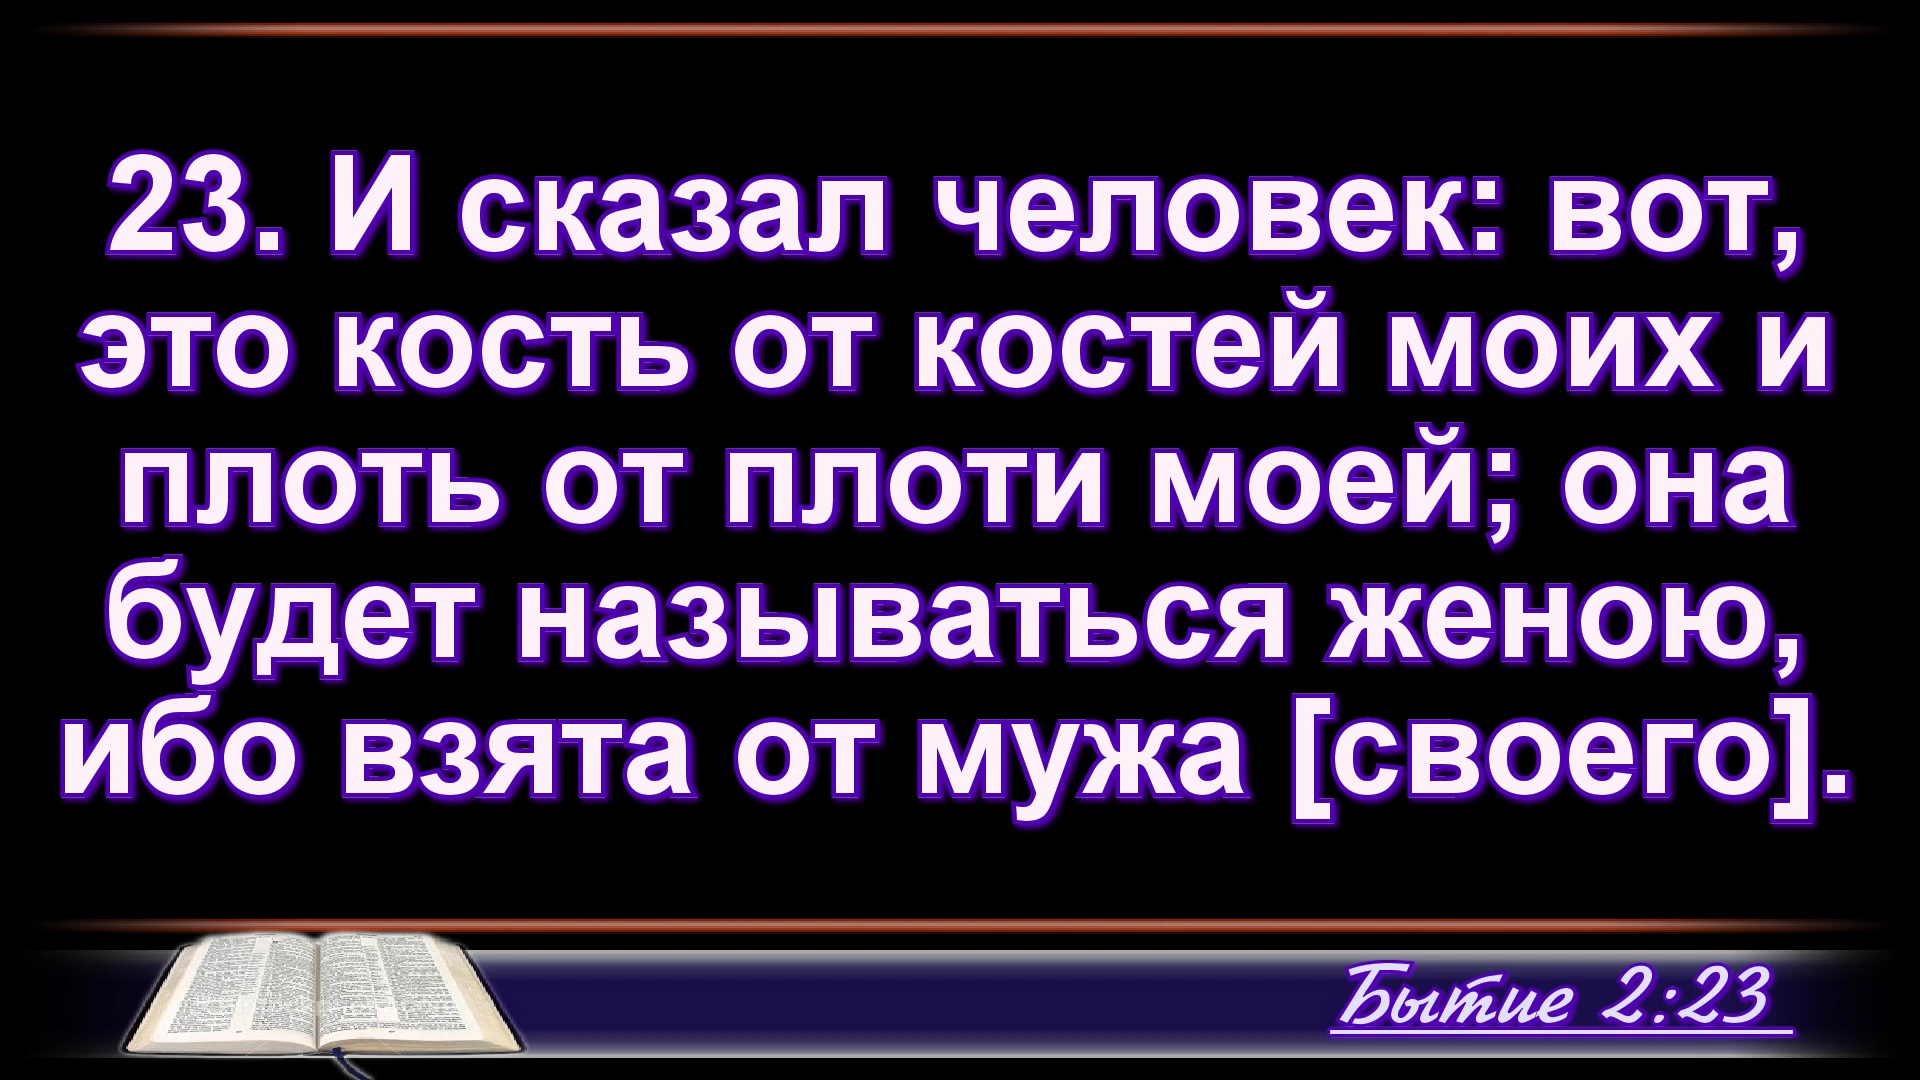 23. И сказал человек: вот,
это кость от костей моих и
плоть от плоти моей; она
будет называться женою,
ибо взята от мужа [своего].
Бытие 2:23